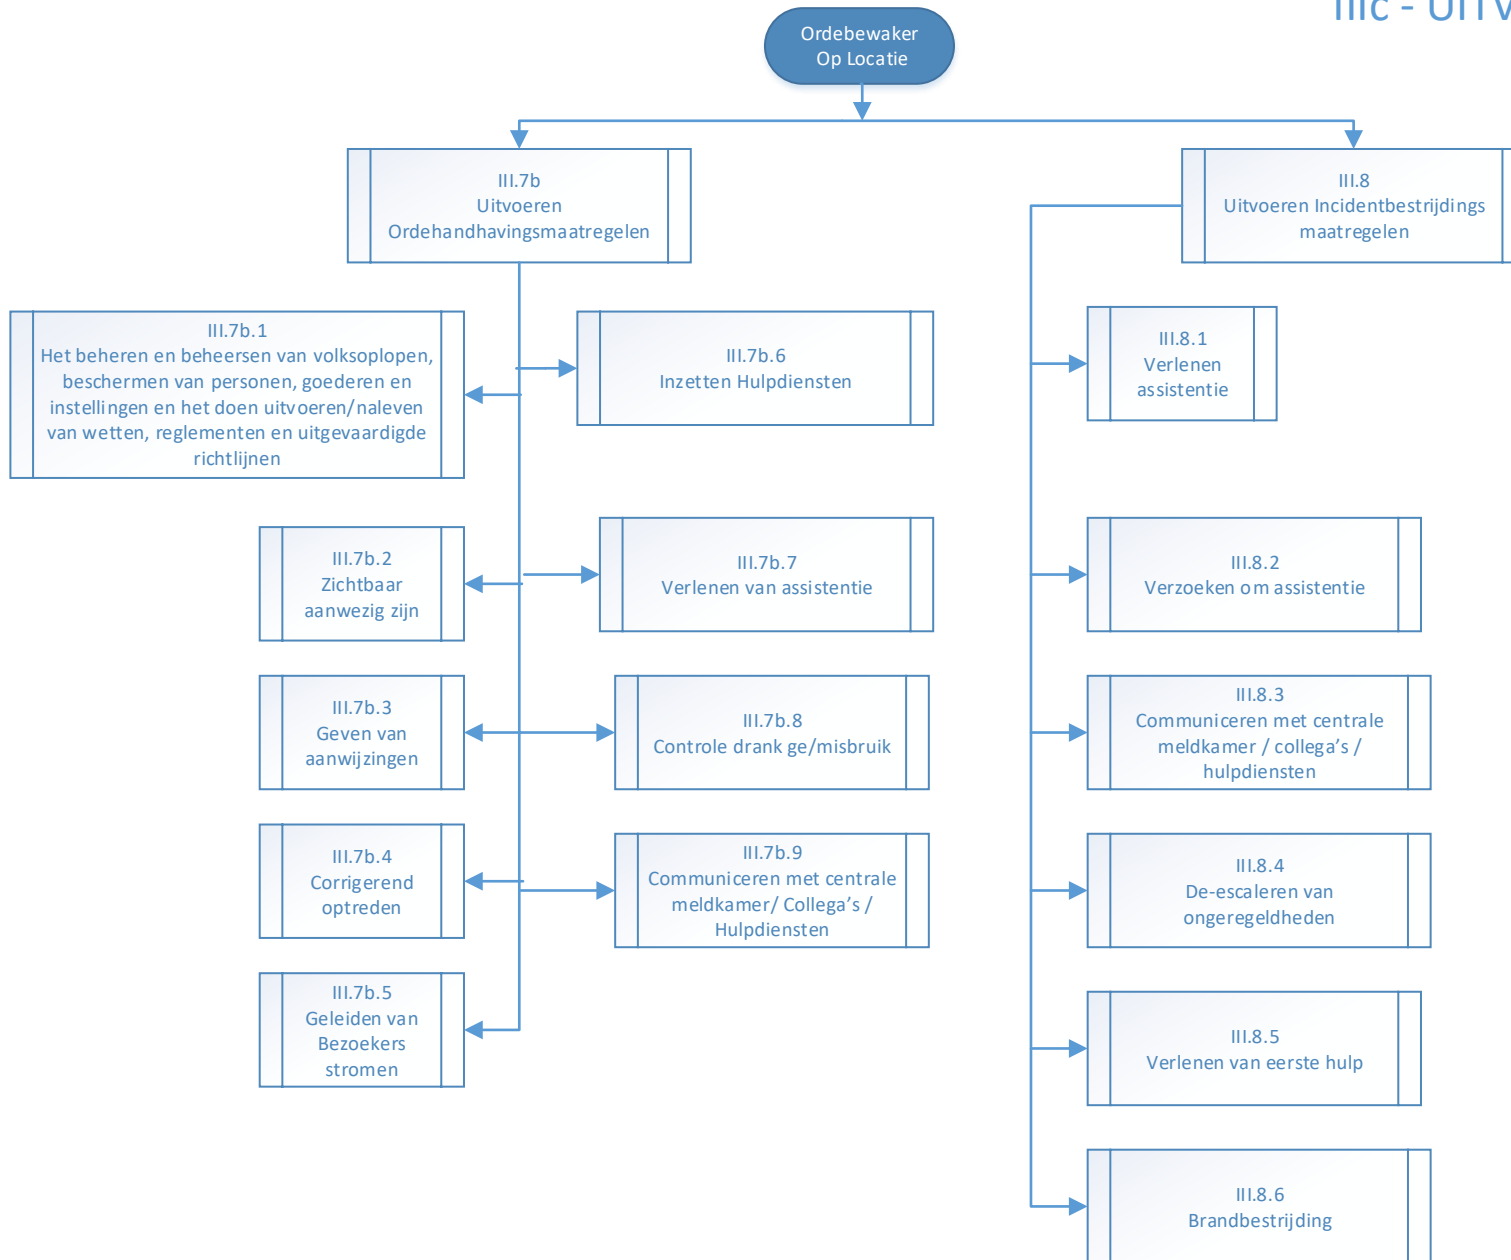 IIIc - UITV
Ordebewaker
Op Locatie
III.7b
Uitvoeren
Ordehandhavingsmaatregelen
III.8
Uitvoeren Incidentbestrijdings
maatregelen
III.7b.1
Het beheren en beheersen van volksoplopen,
beschermen van personen, goederen en
instellingen en het doen uitvoeren/naleven
van wetten, reglementen en uitgevaardigde
richtlijnen
III.7b.6
Inzetten Hulpdiensten
III.8.1
Verlenen
assistentie
III.7b.2
Zichtbaar
aanwezig zijn
III.7b.7
Verlenen van assistentie
III.8.2
Verzoeken om assistentie
III.7b.3
Geven van
aanwijzingen
III.7b.8
Controle drank ge/misbruik
III.8.3
Communiceren met centrale
meldkamer / collega's /
hulpdiensten
III.7b.4
Corrigerend
optreden
III.7b.9
Communiceren met centrale
meldkamer/ Collega's /
Hulpdiensten
III.8.4
De-escaleren van
ongeregeldheden
III.7b.5
Geleiden van
Bezoekers
stromen
III.8.5
Verlenen van eerste hulp
III.8.6
Brandbestrijding